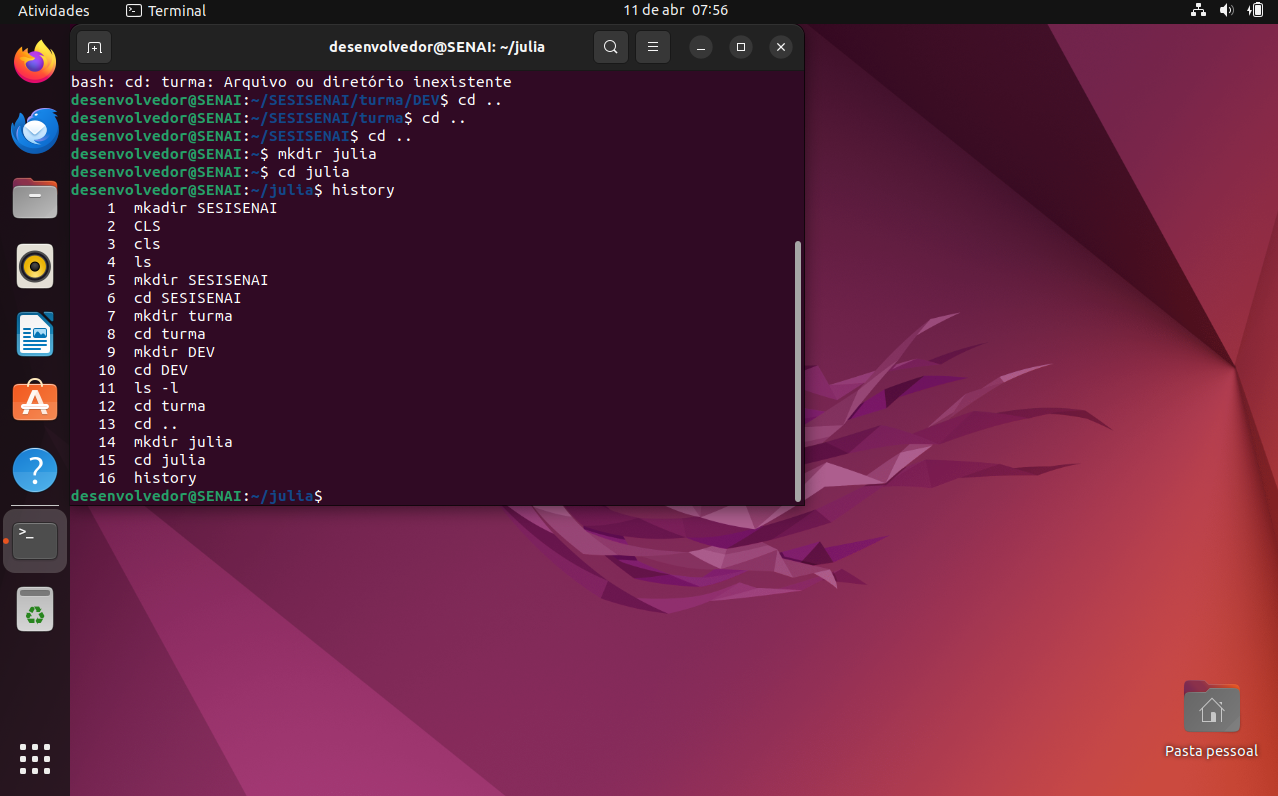 Atividades Terminal 11 de abr 07:56
desenvolvedor@SENAI: ~/julia
bash: cd: turma: Arquivo ou diretório inexistente
desenvolvedor@SENAI:~/SESISENAI/turma/DEV$ cd ..
desenvolvedor@SENAI:~/SESISENAI/turma$ cd ..
desenvolvedor@SENAI:~/SESISENAI$ cd ..
desenvolvedor@SENAI:~$ mkdir julia
desenvolvedor@SENAI:~$ cd julia
desenvolvedor@SENAI:~/julia$ history
1 mkadir SESISENAI
2 CLS
3 cls
4 ls
5 mkdir SESISENAI
6 cd SESISENAI
7 mkdir turma
8 cd turma
9 mkdir DEV
10 cd DEV
11 ls -l
12 cd turma
13 cd ..
14 mkdir julia
15 cd julia
16 history
desenvolvedor@SENAI:~/julia$
Pasta pessoal